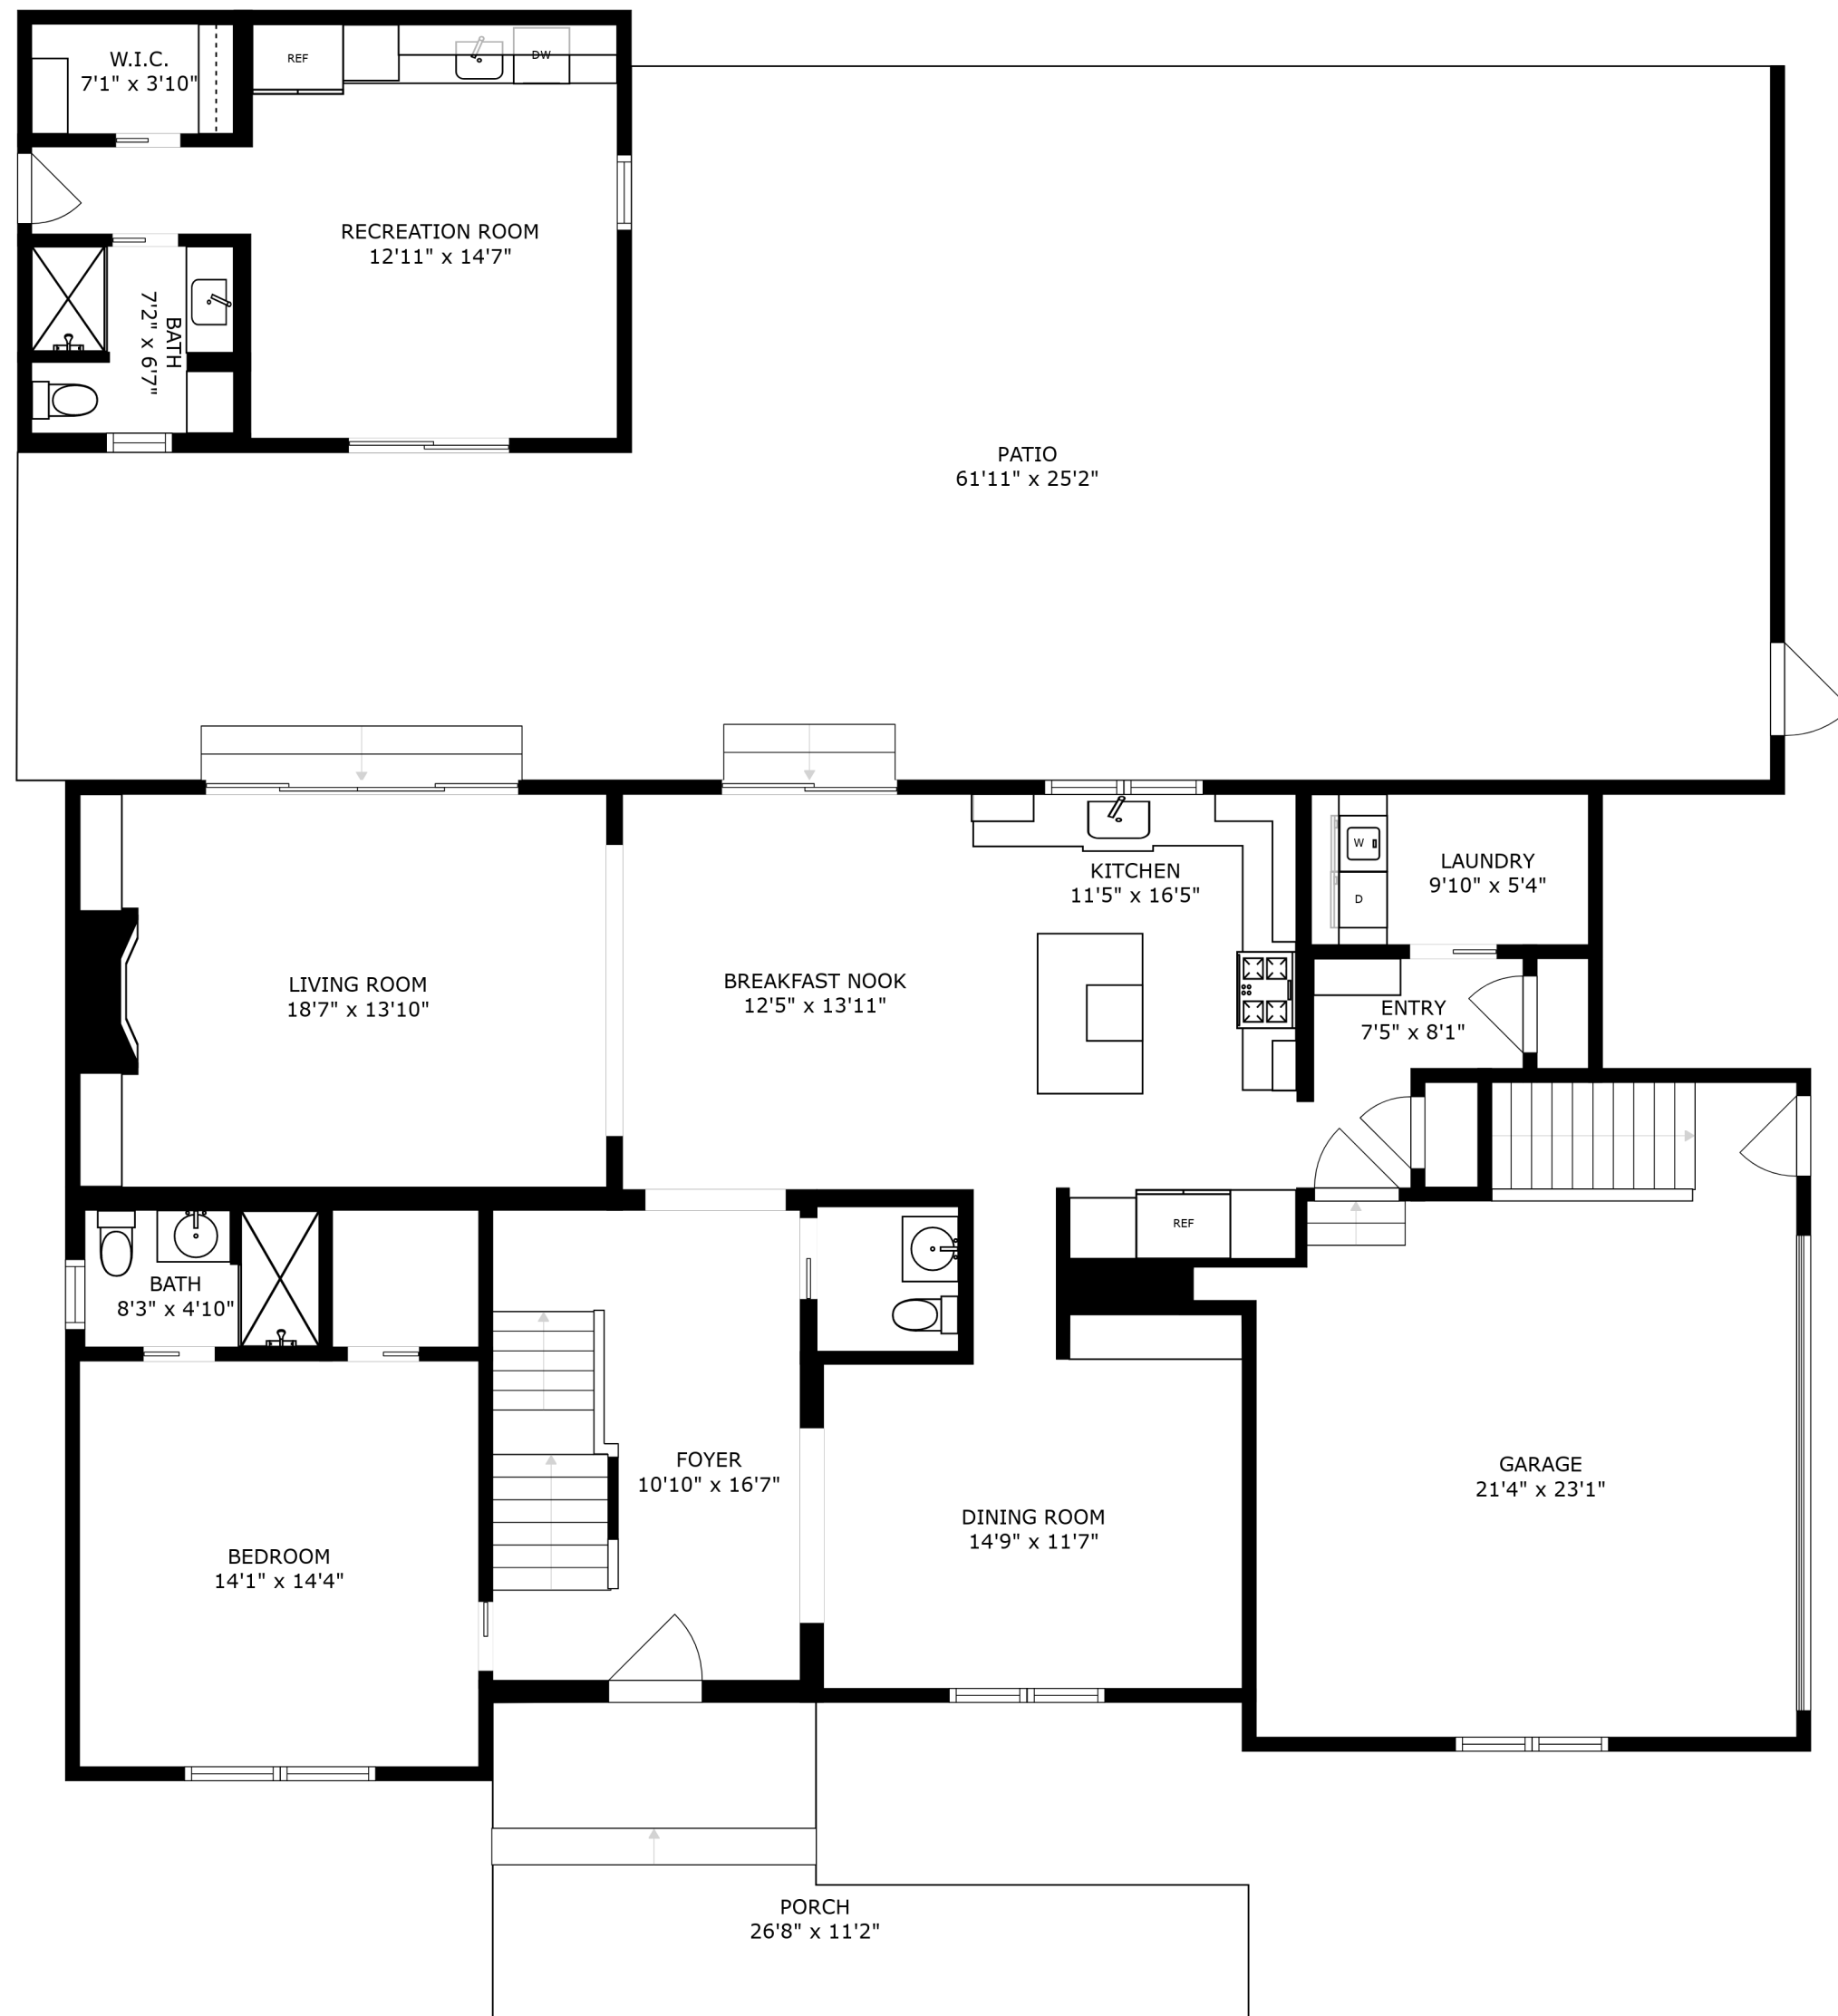 W.I.C.
7'1" x 3'10"
REF
DW
RECREATION ROOM
12'11" x 14'7"
BATH
7'2" x 6'7"
PATIO
61'11" x 25'2"
KITCHEN
11'5" x 16'5"
W
D
LAUNDRY
9'10" x 5'4"
LIVING ROOM
18'7" x 13'10"
BREAKFAST NOOK
12'5" x 13'11"
ENTRY
7'5" x 8'1"
REF
BATH
8'3" x 4'10"
FOYER
10'10" x 16'7"
GARAGE
21'4" x 23'1"
DINING ROOM
14'9" x 11'7"
BEDROOM
14'1" x 14'4"
PORCH
26'8" x 11'2"